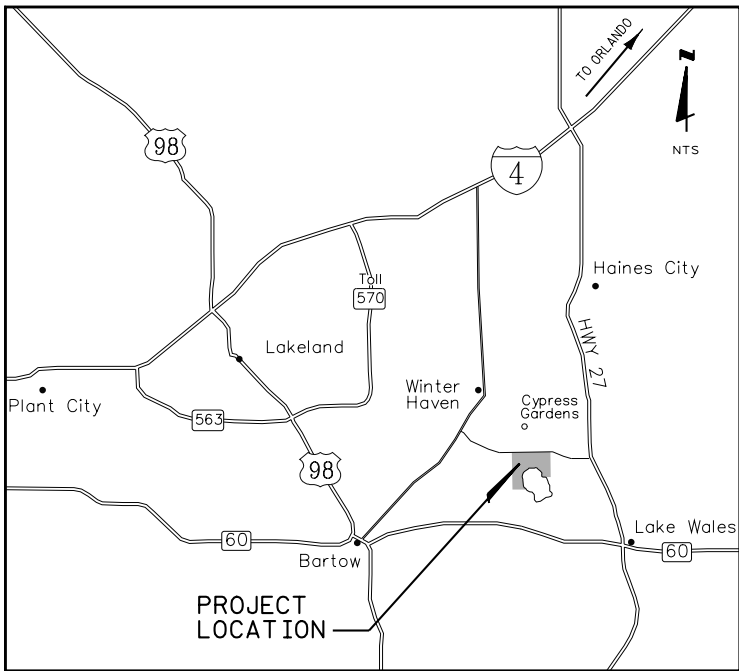 TO ORLANDO
N
NTS
98
4
Haines City
Toll
570
HWY 27
Lakeland
Winter
Haven
Cypress
Gardens
Plant City
563
98
60
Bartow
Lake Wales
60
PROJECT
LOCATION